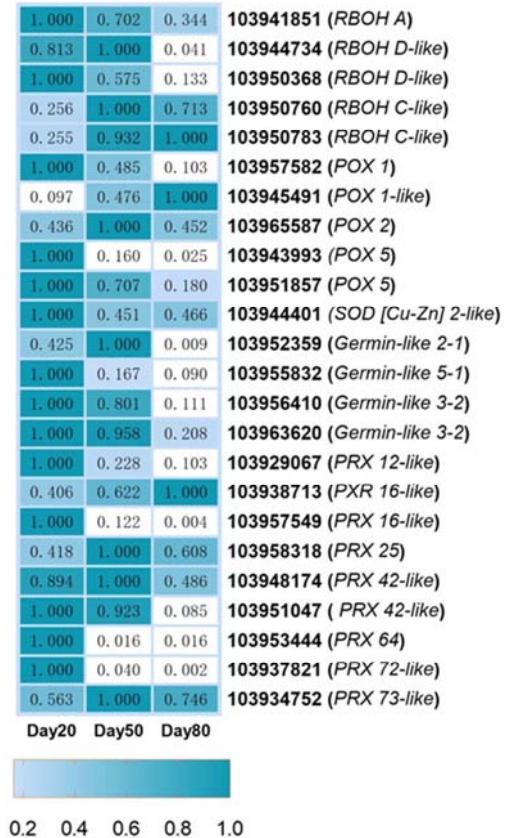 1.000 0.702 0.344 103941851 (RBOH A)
0.813 1.000 0.041 103944734 (RBOH D-like)
1.000 0.575 0.133 103950368 (RBOH D-like)
0.256 1.000 0.713 103950760 (RBOH C-like)
0.255 0.932 1.000 103950783 (RBOH C-like)
1.000 0.485 0.103 103957582 (POX 1)
0.097 0.476 1.000 103945491 (POX 1-like)
0.436 1.000 0.452 103965587 (POX 2)
1.000 0.160 0.025 103943993 (POX 5)
1.000 0.707 0.180 103951857 (POX 5)
1.000 0.451 0.466 103944401 (SOD [Cu-Zn] 2-like)
0.425 1.000 0.009 103952359 (Germin-like 2-1)
1.000 0.167 0.090 103955832 (Germin-like 5-1)
1.000 0.801 0.111 103956410 (Germin-like 3-2)
1.000 0.958 0.208 103963620 (Germin-like 3-2)
1.000 0.228 0.103 103929067 (PRX 12-like)
0.406 0.622 1.000 103938713 (PXR 16-like)
1.000 0.122 0.004 103957549 (PRX 16-like)
0.418 1.000 0.608 103958318 (PRX 25)
0.894 1.000 0.486 103948174 (PRX 42-like)
1.000 0.923 0.085 103951047 ( PRX 42-like)
1.000 0.016 0.016 103953444 (PRX 64)
1.000 0.040 0.002 103937821 (PRX 72-like)
0.563 1.000 0.746 103934752 (PRX 73-like)
Day20 Day50 Day80
0.2 0.4 0.6 0.8 1.0